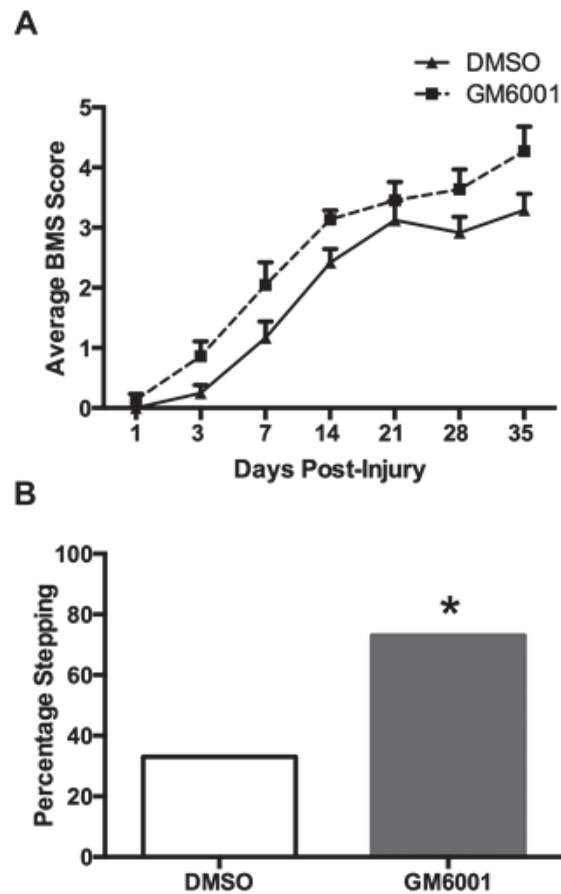 A
DMSO
GM6001
Average BMS Score
5
4
3
2
1
0
1 3 7 14 21 28 35
Days Post-Injury
B
Percentage Stepping
100
80
60
40
20
0
*
DMSO GM6001